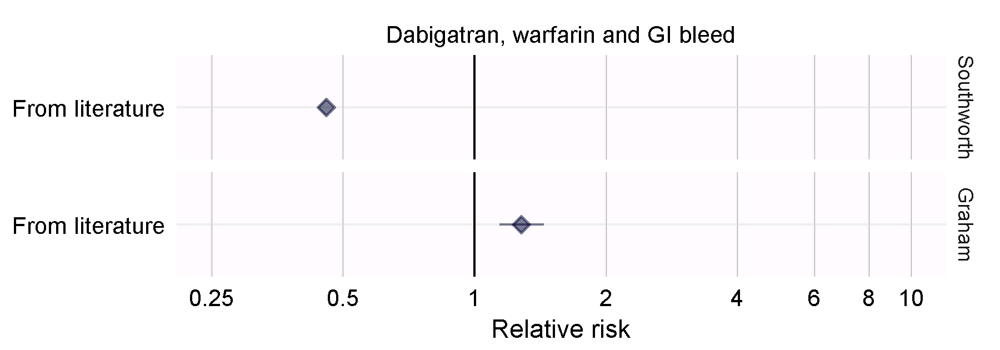 Dabigatran, warfarin and GI bleed
From literature
Southworth
From literature
Graham
0.25 0.5 1 2 4 6 8 10
Relative risk